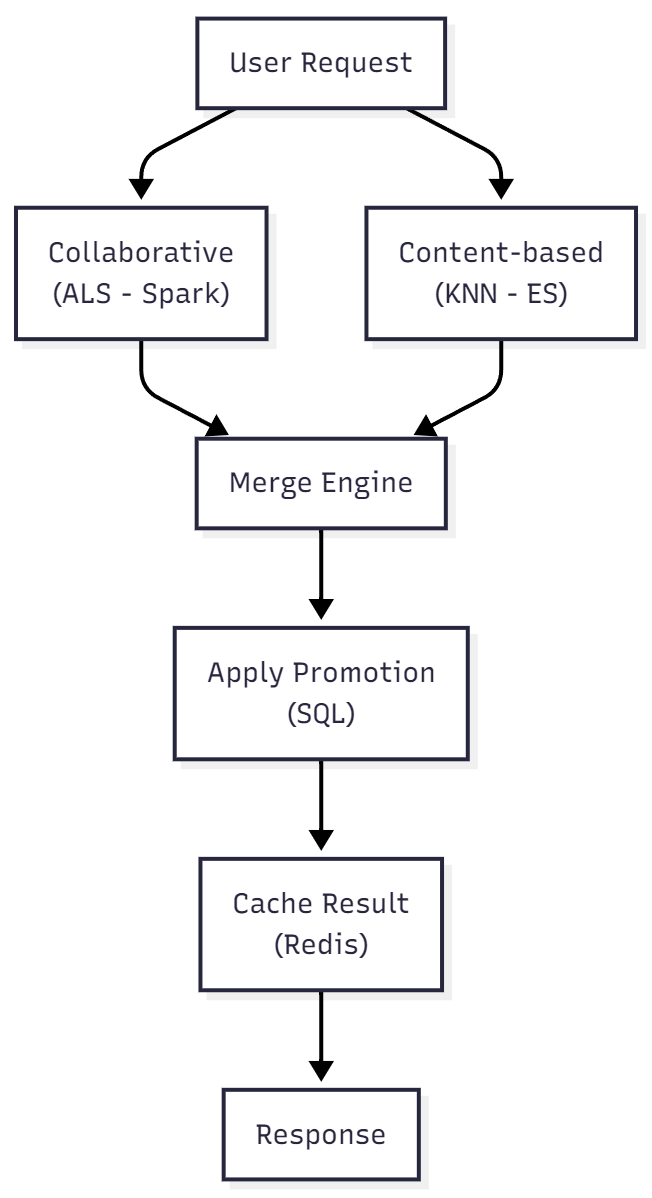 User Request
Collaborative
(ALS - Spark)
Content-based
(KNN - ES)
Merge Engine
Apply Promotion
(SQL)
Cache Result
(Redis)
Response